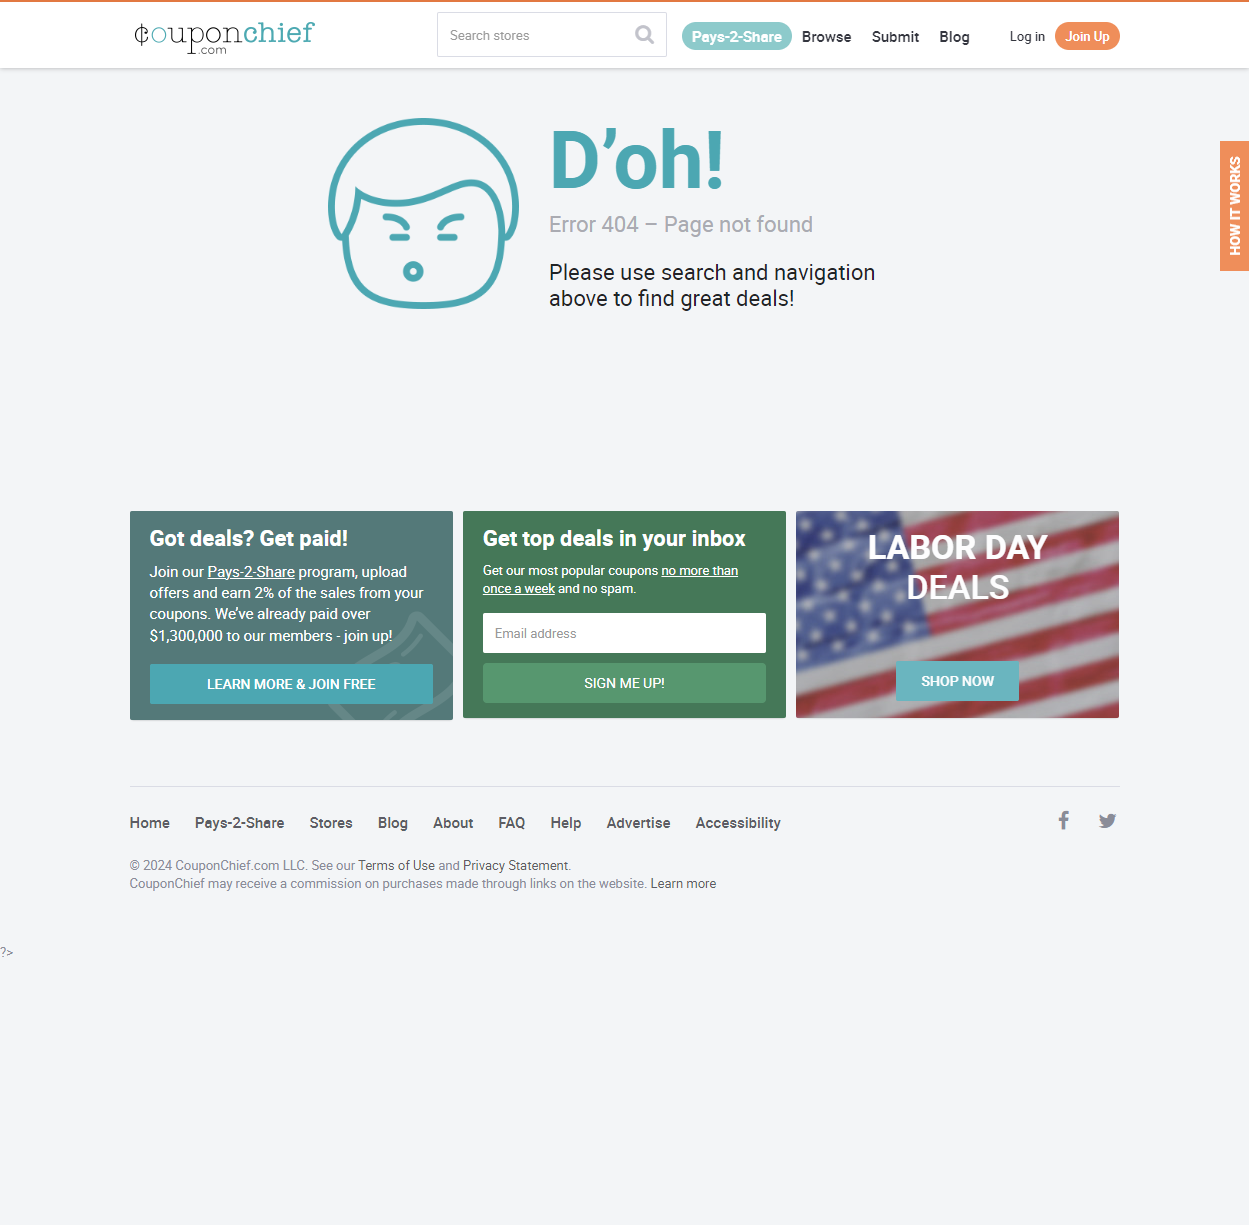 couponchief
.com
Search stores
Pays-2-Share
Browse
Submit
Blog
Log in
Join Up
D’oh!
Error 404 – Page not found
Please use search and navigation
above to find great deals!
HOW IT WORKS
Got deals? Get paid!
Join our Pays-2-Share program, upload
offers and earn 2% of the sales from your
coupons. We’ve already paid over
$1,300,000 to our members - join up!
LEARN MORE & JOIN FREE
Get top deals in your inbox
Get our most popular coupons no more than
once a week and no spam.
Email address
SIGN ME UP!
LABOR DAY
DEALS
SHOP NOW
Home
Pays-2-Share
Stores
Blog
About
FAQ
Help
Advertise
Accessibility
© 2024 CouponChief.com LLC. See our Terms of Use and Privacy Statement.
CouponChief may receive a commission on purchases made through links on the website. Learn more
?>